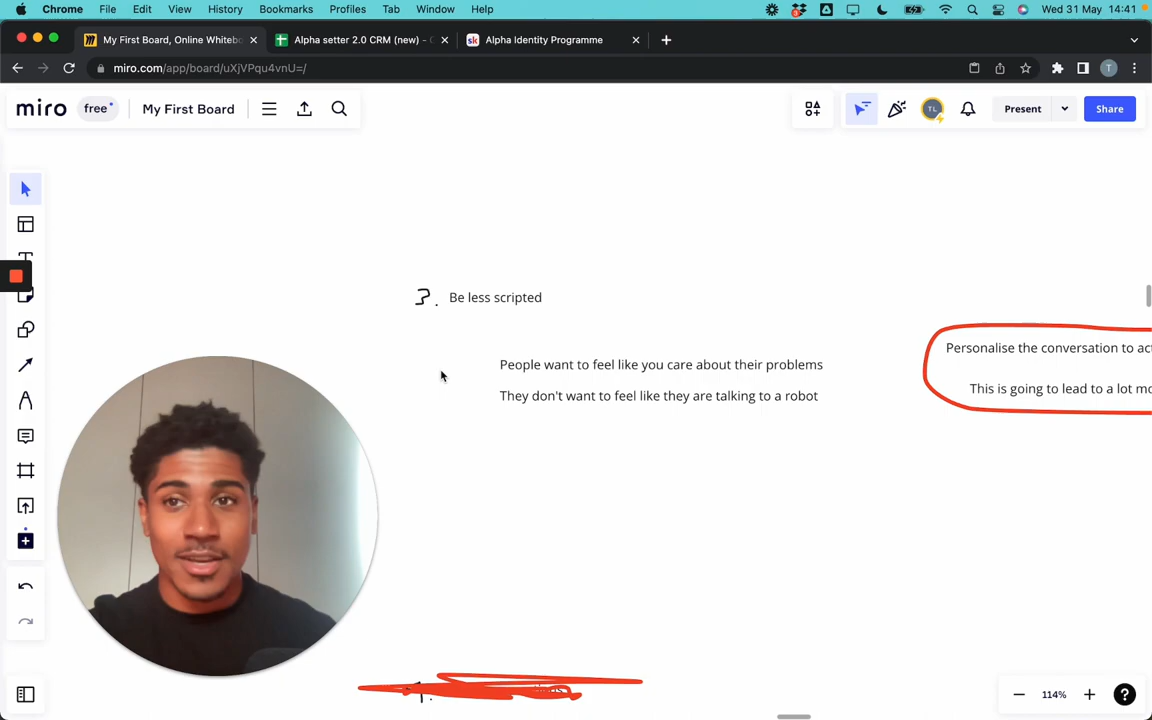 Chrome File Edit View History Bookmarks Profiles Tab Window Help Wed 31 May 14:41
My First Board, Online Whitebo Alpha setter 2.0 CRM (new) - Alpha Identity Programme
miro.com/app/board/uXjVPqu4vnU=/ T
miro free My First Board TL Present Share
Be less scripted
Personalise the conversation to ac
People want to feel like you care about their problems
This is going to lead to a lot mo
They don't want to feel like they are talking to a robot
114%